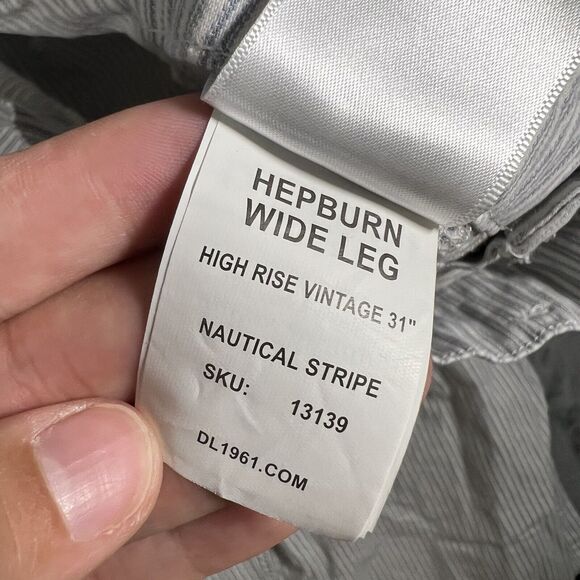 HEPBURN
WIDE LEG
HIGH RISE VINTAGE 31"
NAUTICAL STRIPE
SKU: 13139
DL1961.COM